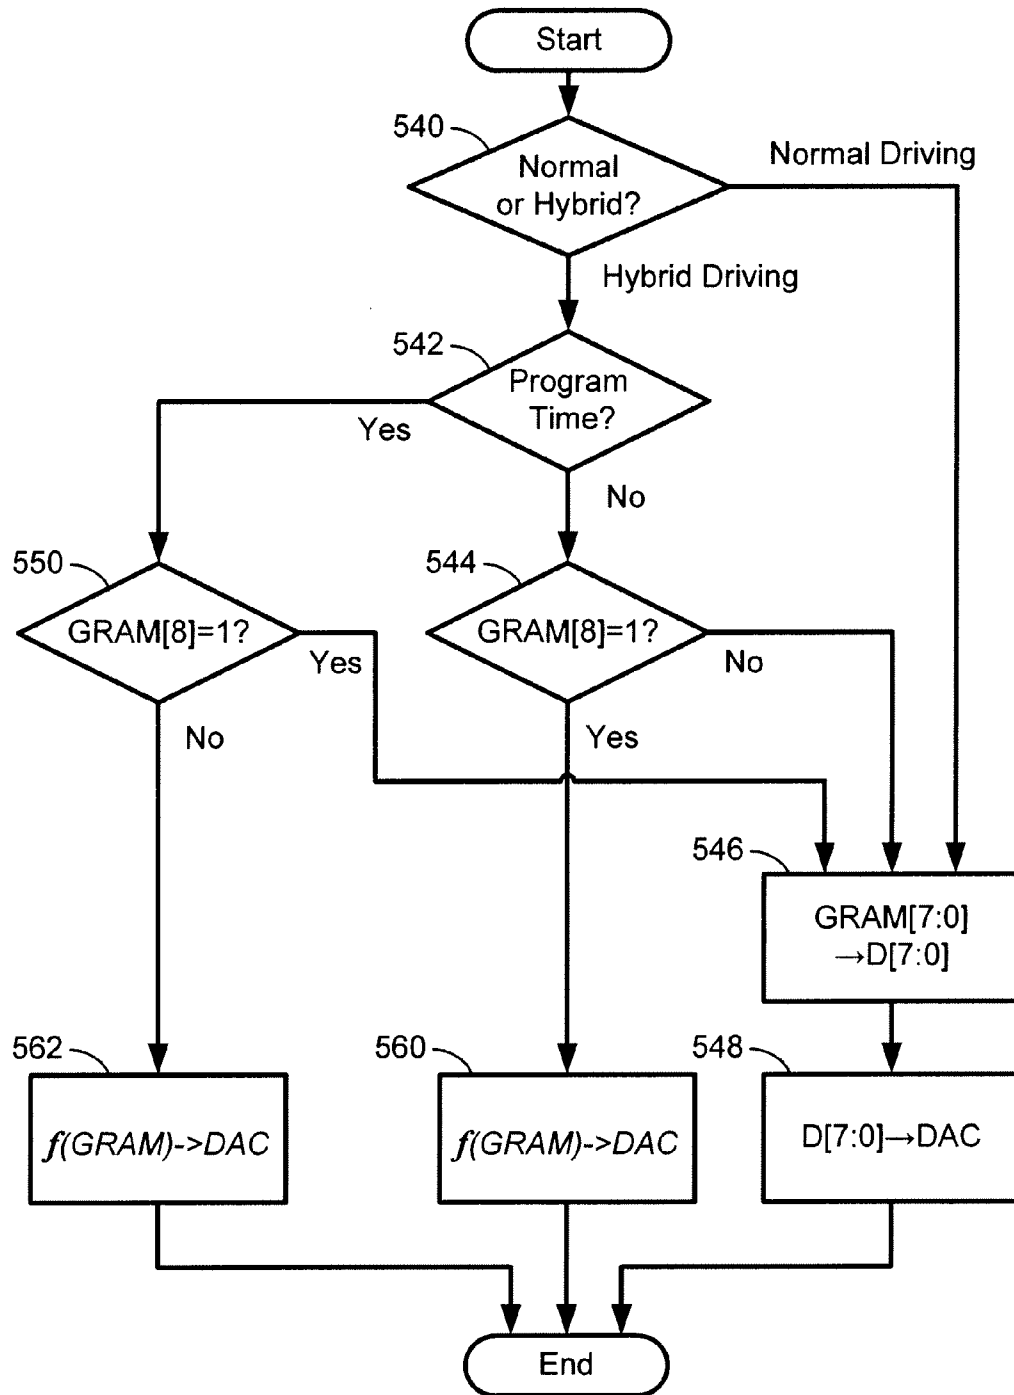 Start
540
Normal
or Hybrid?
Normal Driving
Hybrid Driving
542
Program
Time?
Yes
No
550
GRAM[8]=1?
Yes
No
544
GRAM[8]=1?
No
Yes
546
GRAM[7:0]
→D[7:0]
562
f(GRAM)->DAC
560
f(GRAM)->DAC
548
D[7:0]→DAC
End